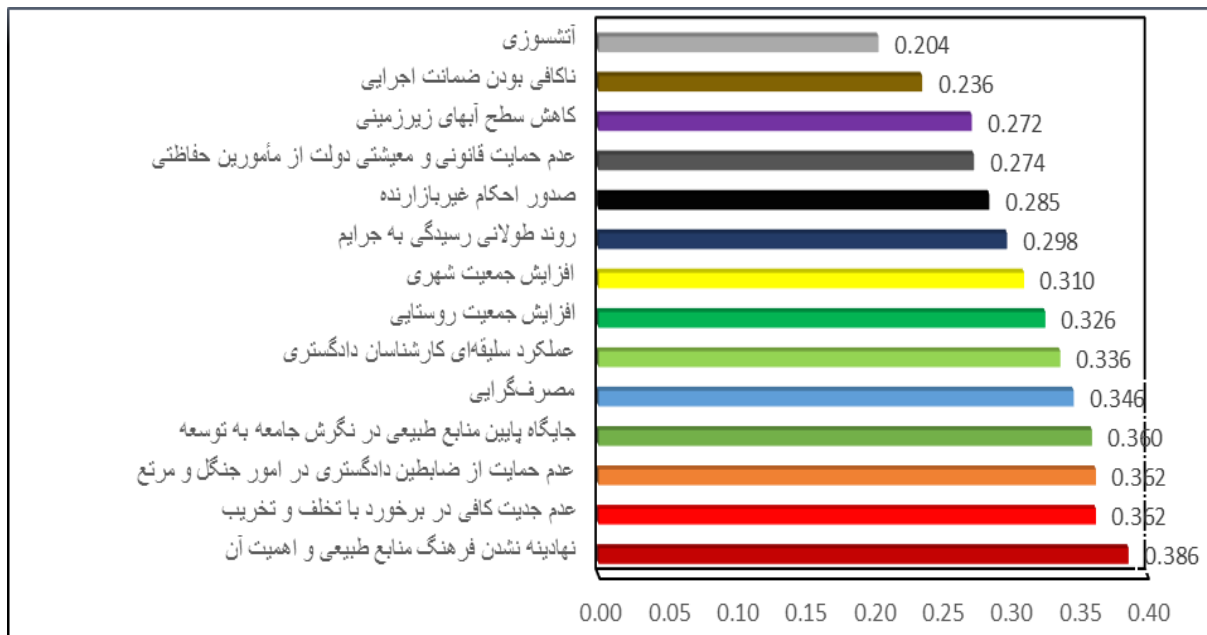 آتشسوزی 0.204
ناکافی بودن ضمانت اجرایی 0.236
کاهش سطح آبهای زیرزمینی 0.272
عدم حمایت قانونی و معیشتی دولت از مأمورین حفاظتی 0.274
صدور احکام غیربازارنده 0.285
روند طولانی رسیدگی به جرایم 0.298
افزایش جمعیت شهری 0.310
افزایش جمعیت روستایی 0.326
عملکرد سلیقه‌ای کارشناسان دادگستری 0.336
مصرف‌گرایی 0.346
جایگاه پایین منابع طبیعی در نگرش جامعه به توسعه 0.360
عدم حمایت از ضابطین دادگستری در امور جنگل و مرتع 0.362
عدم جدیت کافی در برخورد با تخلف و تخریب 0.362
نهادینه نشدن فرهنگ منابع طبیعی و اهمیت آن 0.386
0.00 0.05 0.10 0.15 0.20 0.25 0.30 0.35 0.40